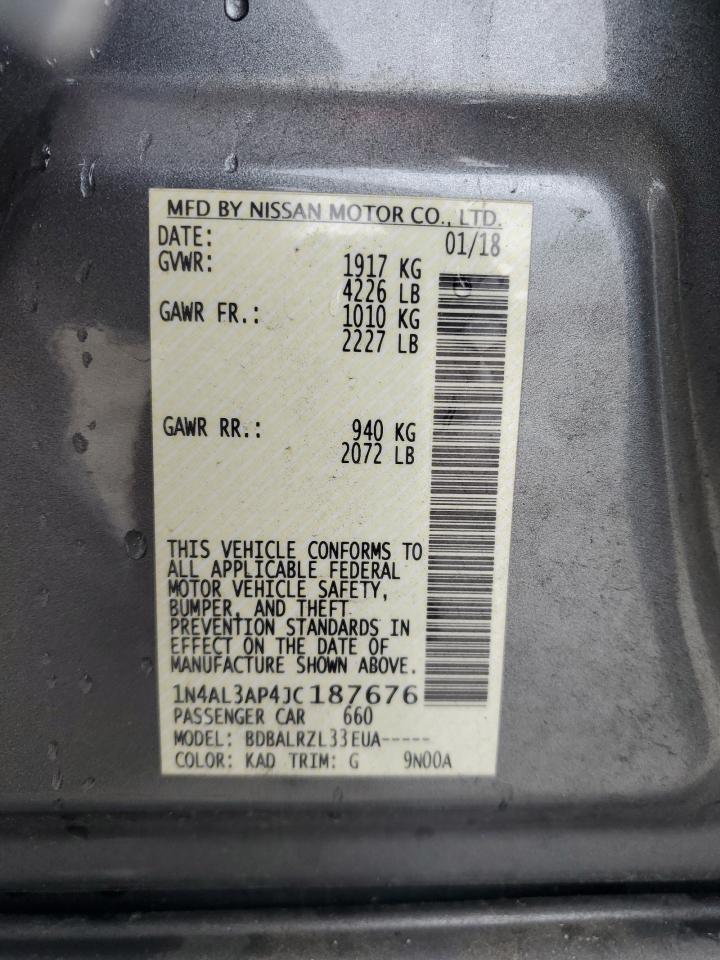 MFD BY NISSAN MOTOR CO., LTD.
DATE: 01/18
GVWR: 1917 KG
4226 LB
GAWR FR.: 1010 KG
2227 LB
GAWR RR.: 940 KG
2072 LB
THIS VEHICLE CONFORMS TO
ALL APPLICABLE FEDERAL
MOTOR VEHICLE SAFETY,
BUMPER, AND THEFT
PREVENTION STANDARDS IN
EFFECT ON THE DATE OF
MANUFACTURE SHOWN ABOVE.
1N4AL3AP4JC187676
PASSENGER CAR 660
MODEL: BDBALRZL33EUA-----
COLOR: KAD TRIM: G 9N00A